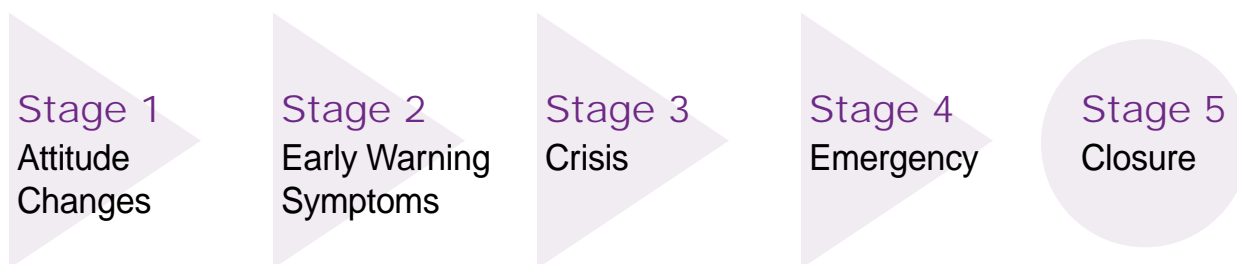 Stage 1
Attitude
Changes
Stage 2
Early Warning
Symptoms
Stage 3
Crisis
Stage 4
Emergency
Stage 5
Closure